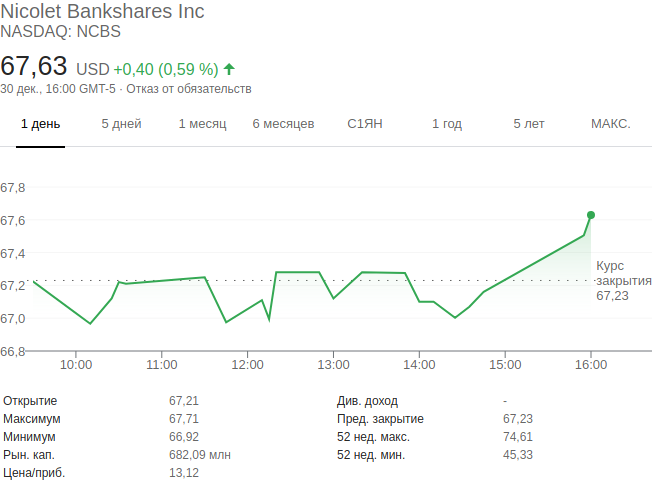 Nicolet Bankshares Inc
NASDAQ: NCBS
67,63 USD +0,40 (0,59 %)
30 дек., 16:00 GMT-5 · Отказ от обязательств
1 день 5 дней 1 месяц 6 месяцев С1ЯН 1 год 5 лет МАКС.
67,8
67,6
67,4
Курс
закрытия
67,23
67,2
67,0
66,8
10:00 11:00 12:00 13:00 14:00 15:00 16:00
Открытие 67,21 Див. доход -
Максимум 67,71 Пред. закрытие 67,23
Минимум 66,92 52 нед. макс. 74,61
Рын. кап. 682,09 млн 52 нед. мин. 45,33
Цена/приб. 13,12